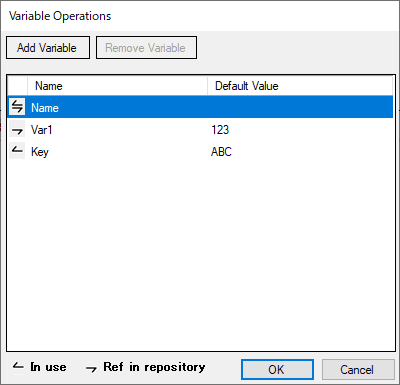 Variable Operations
Add Variable Remove Variable
Name Default Value
Name
Var1 123
Key ABC
In use Ref in repository OK Cancel